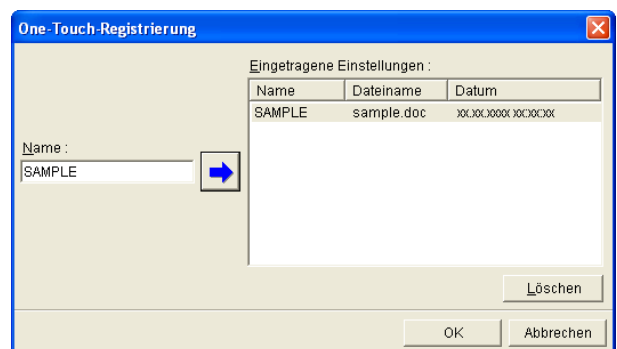 One-Touch-Registrierung
Eingetragene Einstellungen :
Name Dateiname Datum
SAMPLE sample.doc xx.xx.xxxx xx:xx:xx
Name :
SAMPLE
Löschen
OK Abbrechen